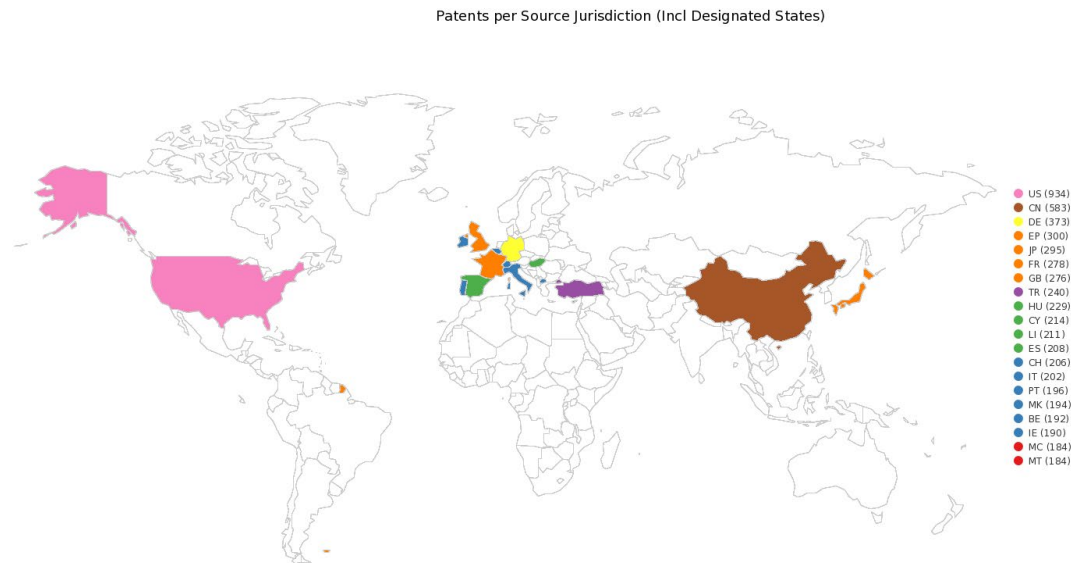 Patents per Source Jurisdiction (Incl Designated States)
US (934)
CN (583)
DE (373)
EP (300)
JP (295)
FR (278)
GB (276)
TR (240)
HU (229)
CY (214)
LI (211)
ES (208)
CH (206)
IT (202)
PT (196)
MK (194)
BE (192)
IE (190)
MC (184)
MT (184)